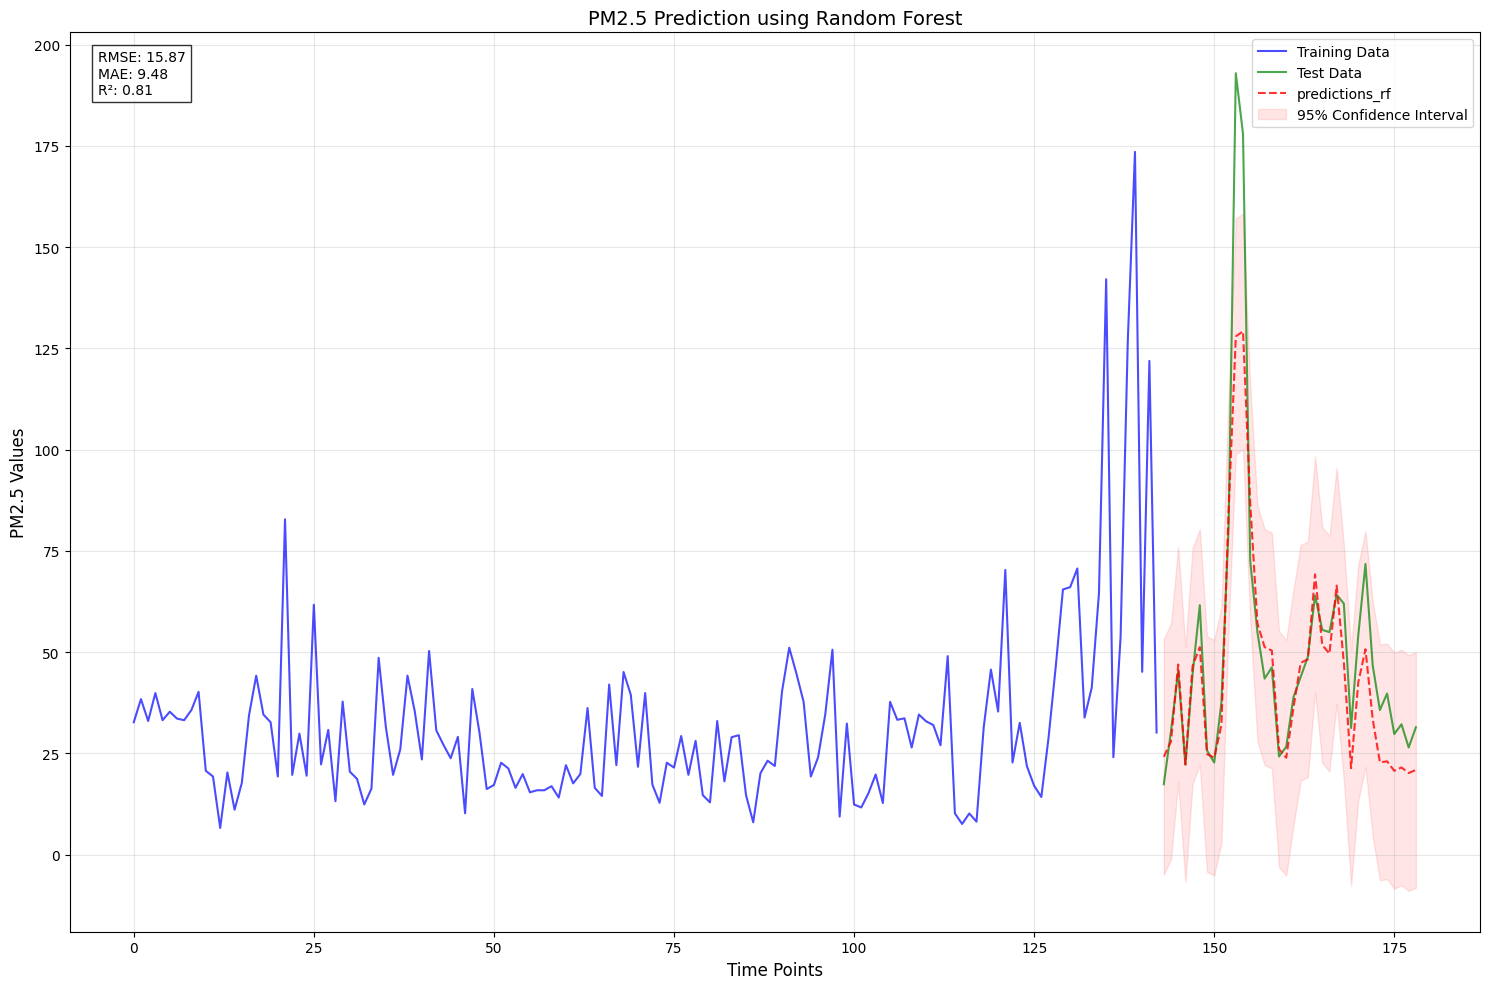 PM2.5 Prediction using Random Forest
RMSE: 15.87
MAE: 9.48
R²: 0.81
Training Data
Test Data
predictions_rf
95% Confidence Interval
PM2.5 Values
200
175
150
125
100
75
50
25
0
0 25 50 75 100 125 150 175
Time Points